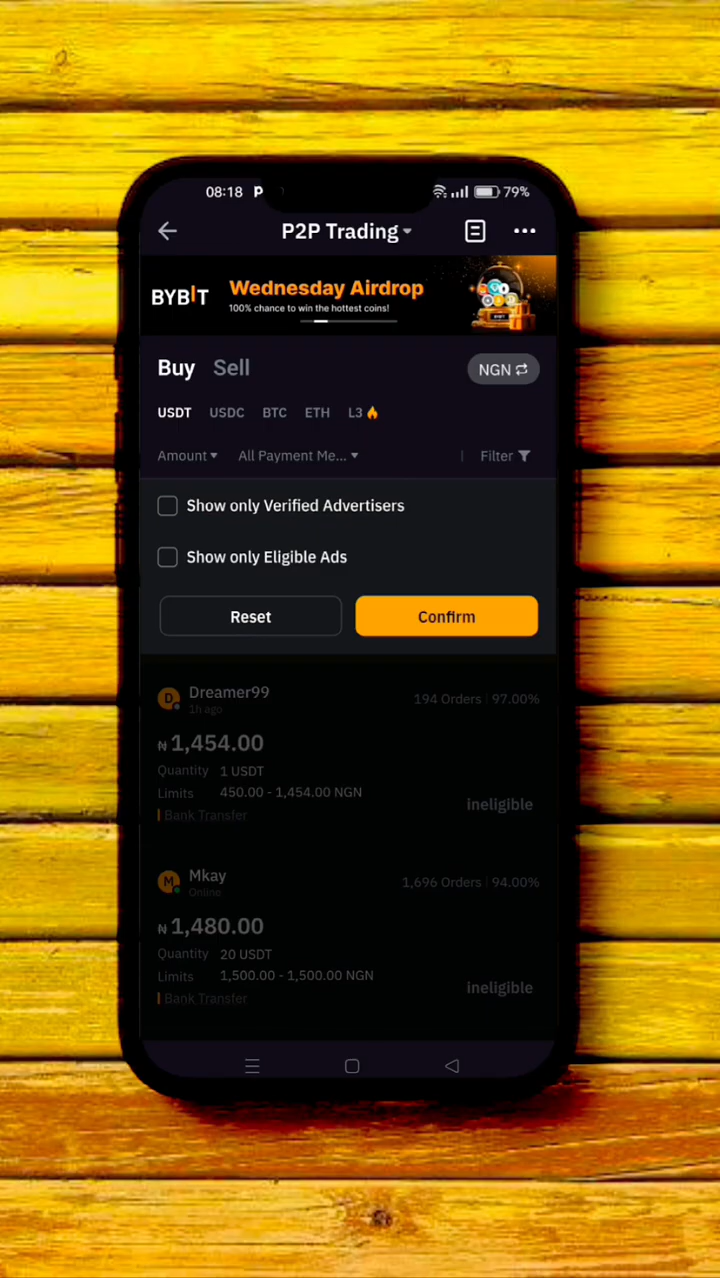 08:18 P 79%
P2P Trading
BYBIT
Wednesday Airdrop
100% chance to win the hottest coins!
Buy Sell NGN
USDT USDC BTC ETH L3
Amount All Payment Me... Filter
Show only Verified Advertisers
Show only Eligible Ads
Reset Confirm
D Dreamer99 194 Orders | 97.00%
1h ago
₦ 1,454.00
Quantity 1 USDT
Limits 450.00 - 1,454.00 NGN
Bank Transfer ineligible
M Mkay 1,696 Orders | 94.00%
Online
₦ 1,480.00
Quantity 20 USDT
Limits 1,500.00 - 1,500.00 NGN
Bank Transfer ineligible